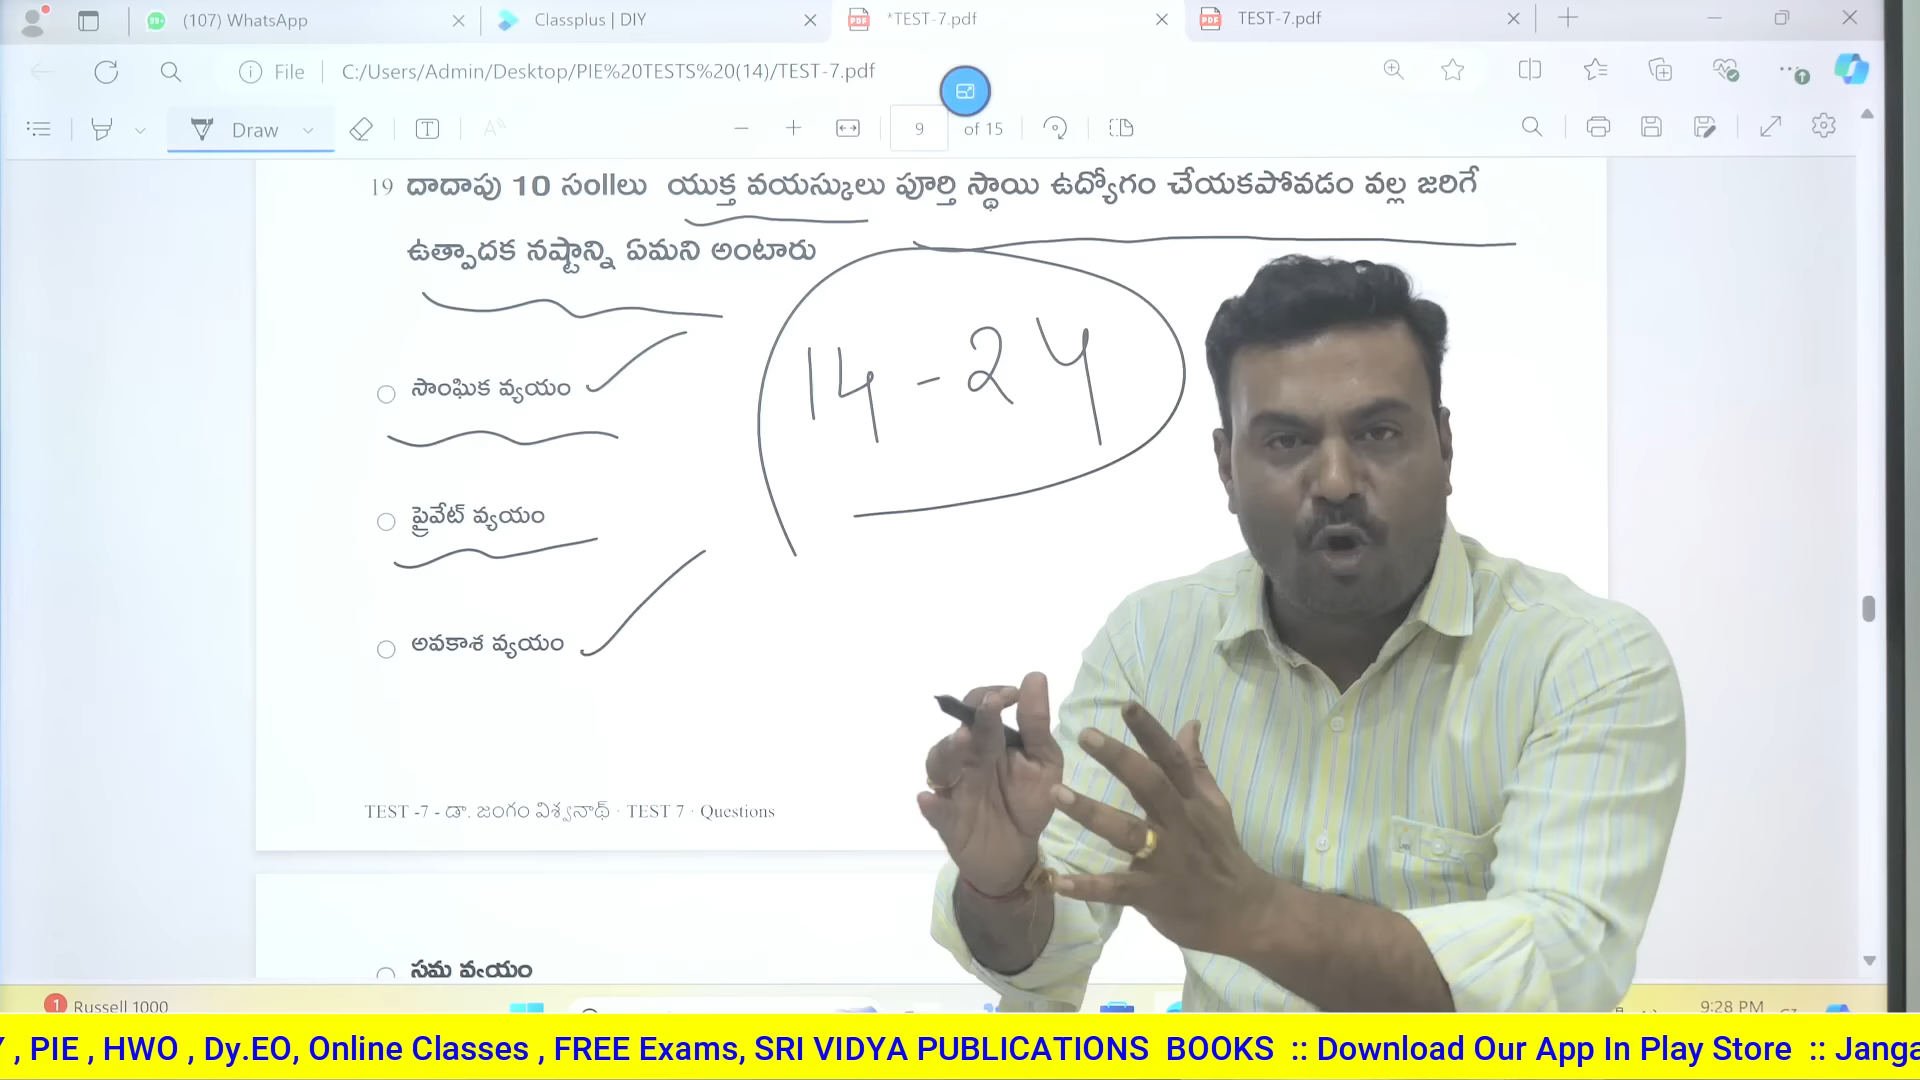 (107) WhatsApp
Classplus | DIY
*TEST-7.pdf
TEST-7.pdf
File
C:/Users/Admin/Desktop/PIE%20TESTS%20(14)/TEST-7.pdf
Draw
9 of 15
19 దాదాపు 10 సం||లు యుక్త వయస్కులు పూర్తి స్థాయి ఉద్యోగం చేయకపోవడం వల్ల జరిగే
ఉత్పాదక నష్టాన్ని ఏమని అంటారు
14 - 24
సాంఘిక వ్యయం
ప్రైవేట్ వ్యయం
అవకాశ వ్యయం
TEST -7 - డా. జంగం విశ్వనాథ్ · TEST 7 · Questions
సమ వ్యయం
1 Russell 1000
9:28 PM
, PIE , HWO , Dy.EO, Online Classes , FREE Exams, SRI VIDYA PUBLICATIONS BOOKS :: Download Our App In Play Store :: Janga